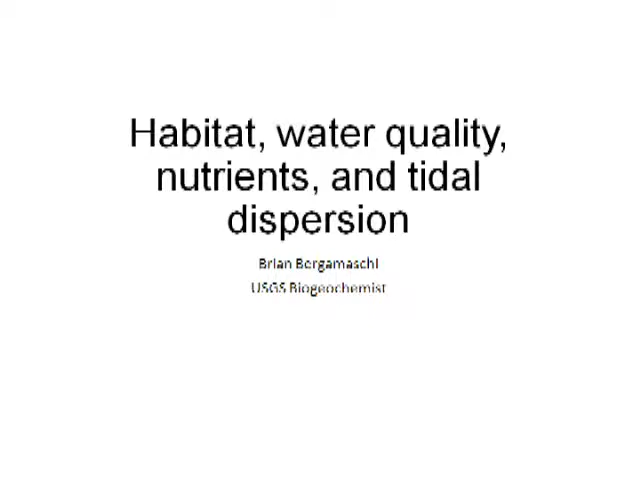 Habitat, water quality,
nutrients, and tidal
dispersion
Brian Bergamaschi
USGS Biogeochemist